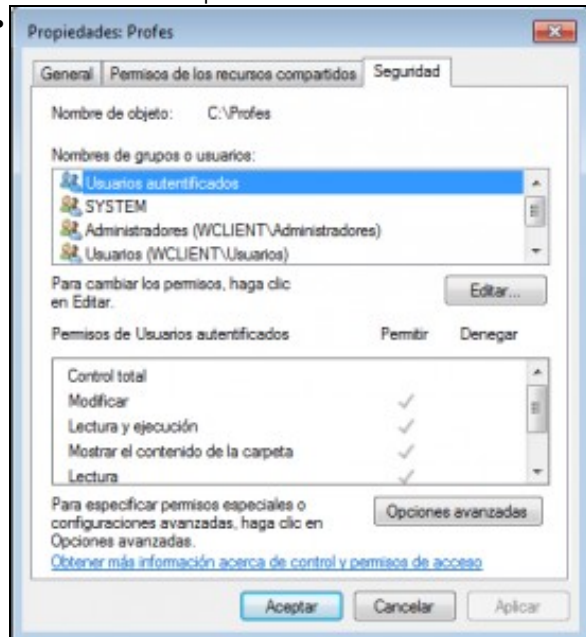 Propiedades: Profes
General Permisos de los recursos compartidos Seguridad
Nombre de objeto: C:\Profes
Nombres de grupos o usuarios:
Usuarios autentificados
SYSTEM
Administradores (WCLIENT\Administradores)
Usuarios (WCLIENT\Usuarios)
Para cambiar los permisos, haga clic
en Editar.
Editar...
Permisos de Usuarios autentificados Permitir Denegar
Control total
Modificar
Lectura y ejecución
Mostrar el contenido de la carpeta
Lectura
Para especificar permisos especiales o
configuraciones avanzadas, haga clic en
Opciones avanzadas.
Opciones avanzadas
Obtener más información acerca de control y permisos de acceso
Aceptar Cancelar Aplicar